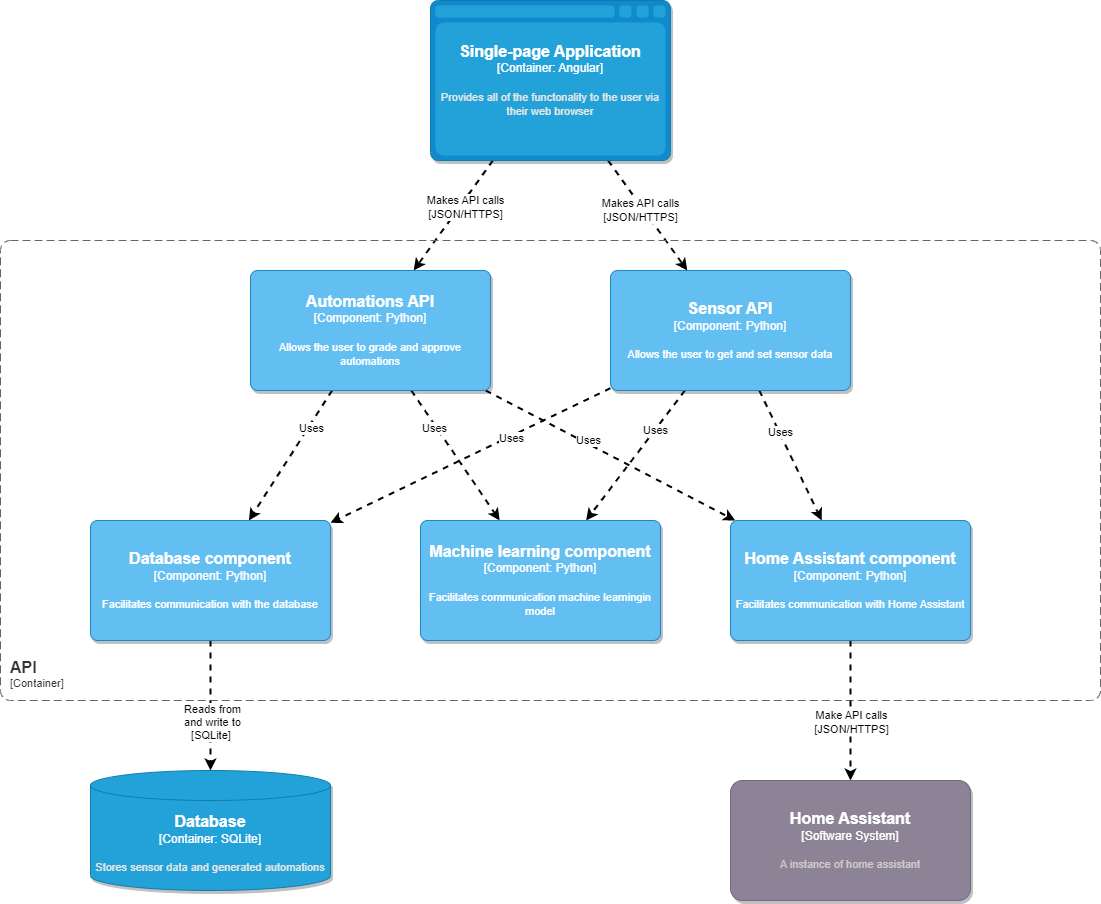 Single-page Application
[Container: Angular]
Provides all of the functonality to the user via
their web browser
Makes API calls
[JSON/HTTPS]
Makes API calls
[JSON/HTTPS]
Automations API
[Component: Python]
Allows the user to grade and approve
automations
Sensor API
[Component: Python]
Allows the user to get and set sensor data
Uses
Uses
Uses
Uses
Uses
Uses
Database component
[Component: Python]
Facilitates communication with the database
Machine learning component
[Component: Python]
Facilitates communication machine learningin
model
Home Assistant component
[Component: Python]
Facilitates communication with Home Assistant
API
[Container]
Reads from
and write to
[SQLite]
Make API calls
[JSON/HTTPS]
Database
[Container: SQLite]
Stores sensor data and generated automations
Home Assistant
[Software System]
A instance of home assistant